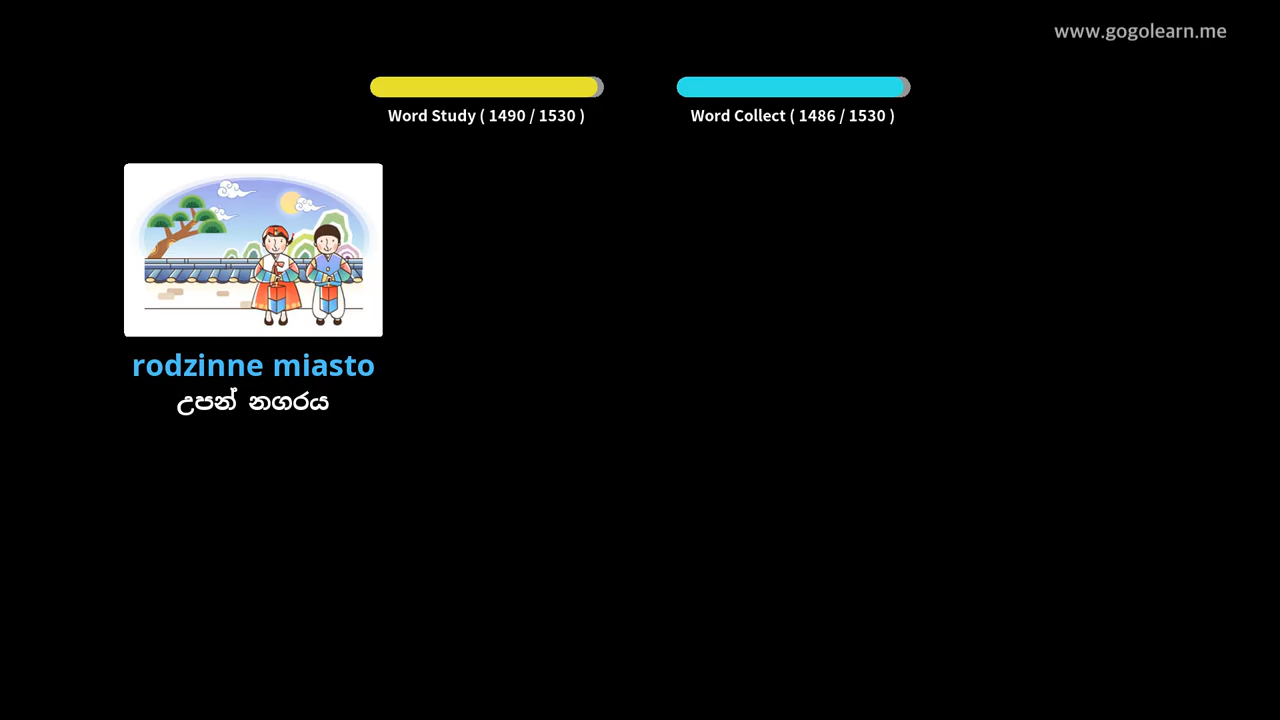 www.gogolearn.me
Word Study ( 1490 / 1530 )
Word Collect ( 1486 / 1530 )
rodzinne miasto
උපන් නගරය